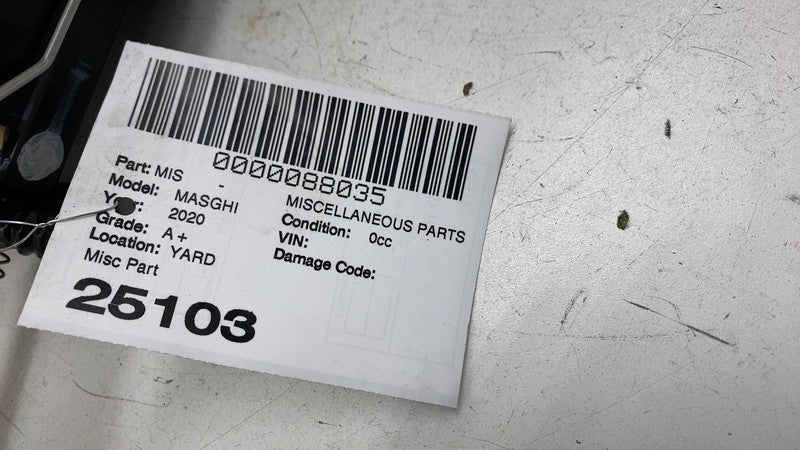 0000088035
Part: MIS - MISCELLANEOUS PARTS
Model: MASGHI Condition: 0cc
Year: 2020 VIN:
Grade: A+ Damage Code:
Location: YARD
Misc Part
25103